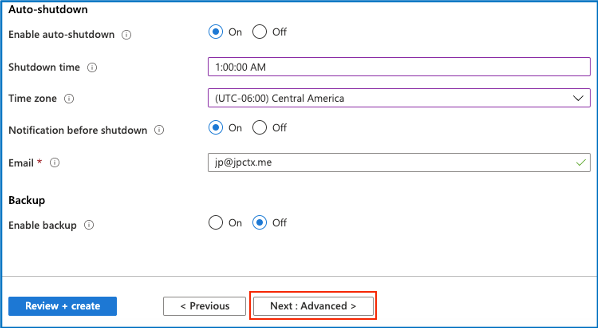 Auto-shutdown
Enable auto-shutdown On Off
Shutdown time 1:00:00 AM
Time zone (UTC-06:00) Central America
Notification before shutdown On Off
Email * jp@jpctx.me
Backup
Enable backup On Off
Review + create < Previous Next : Advanced >